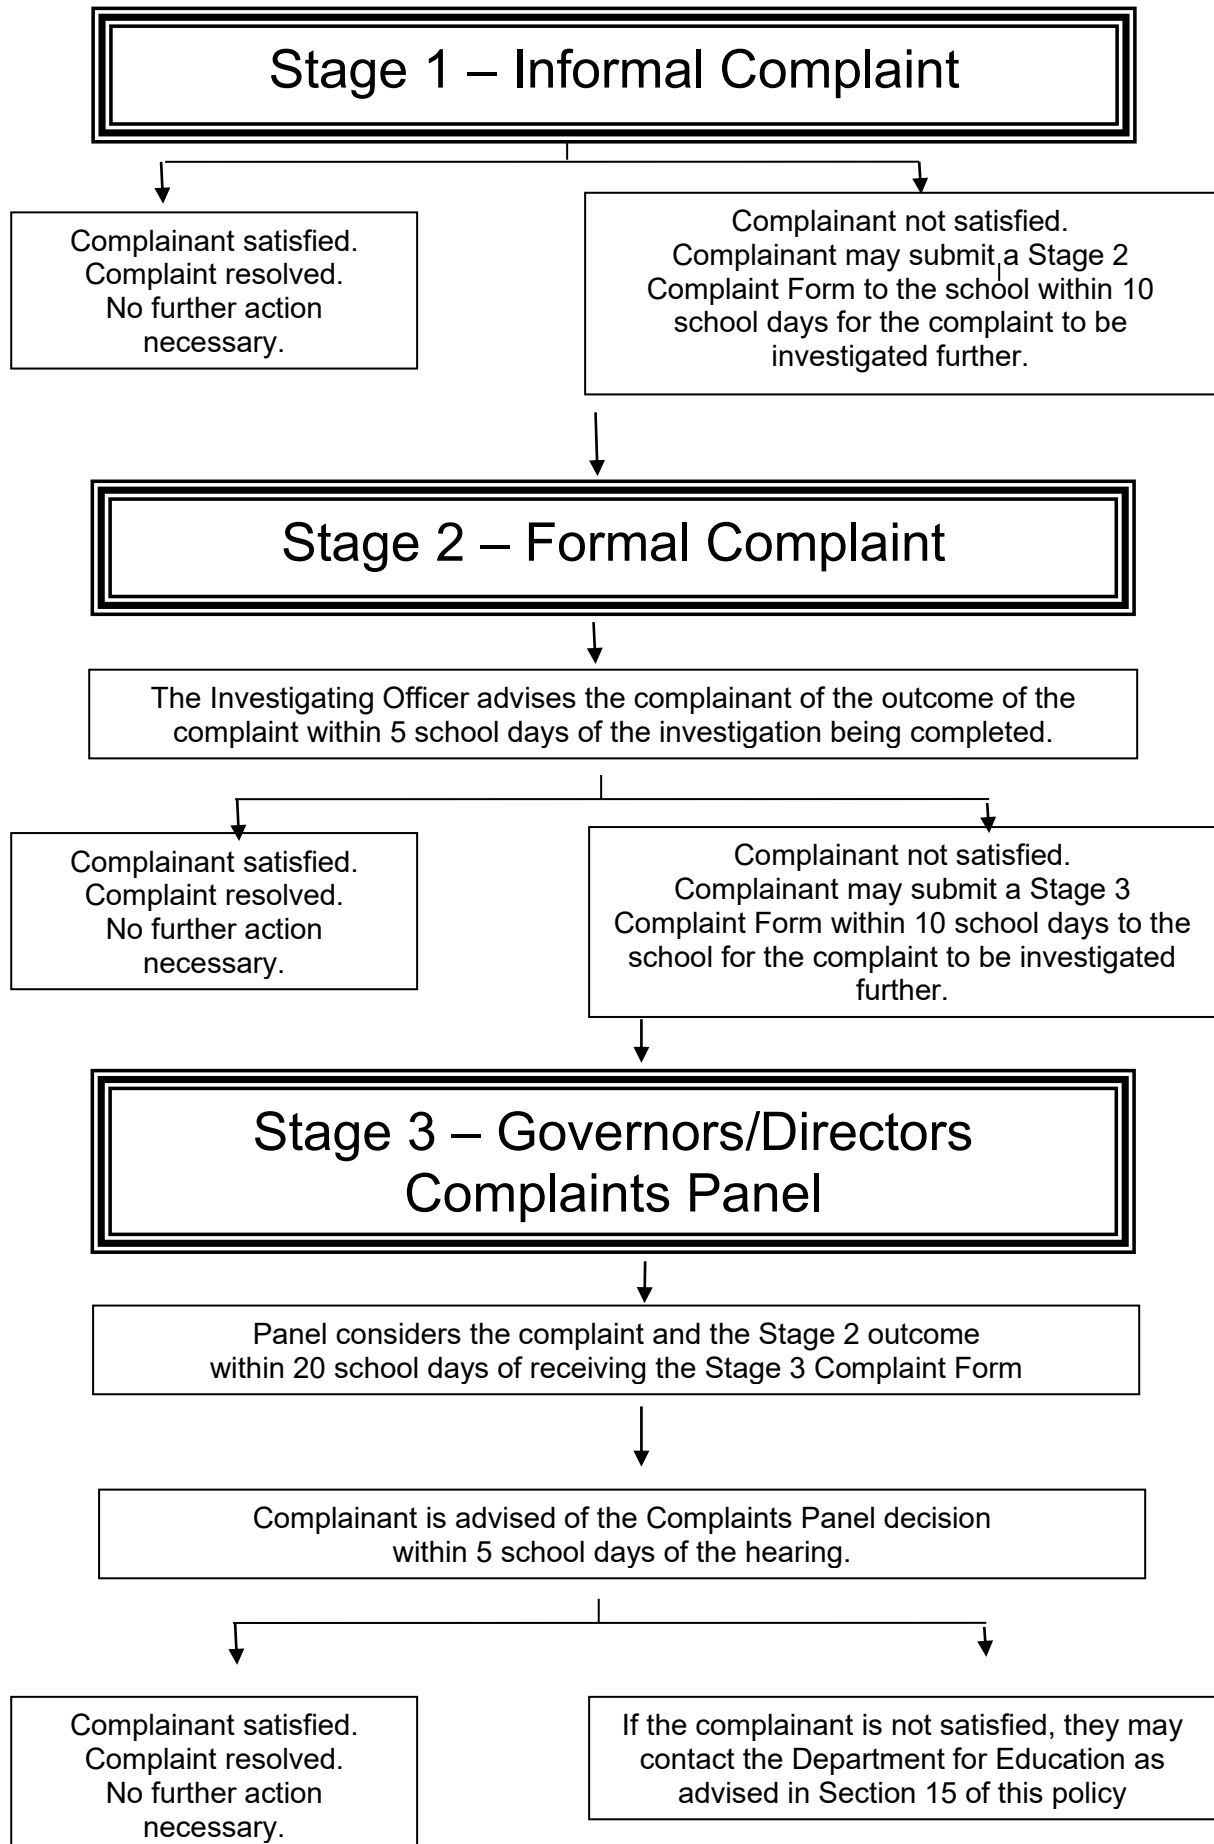 Stage 1 – Informal Complaint
Complainant satisfied.
Complaint resolved.
No further action
necessary.
Complainant not satisfied.
Complainant may submit a Stage 2
Complaint Form to the school within 10
school days for the complaint to be
investigated further.
Stage 2 – Formal Complaint
The Investigating Officer advises the complainant of the outcome of the
complaint within 5 school days of the investigation being completed.
Complainant satisfied.
Complaint resolved.
No further action
necessary.
Complainant not satisfied.
Complainant may submit a Stage 3
Complaint Form within 10 school days to the
school for the complaint to be investigated
further.
Stage 3 – Governors/Directors
Complaints Panel
Panel considers the complaint and the Stage 2 outcome
within 20 school days of receiving the Stage 3 Complaint Form
Complainant is advised of the Complaints Panel decision
within 5 school days of the hearing.
Complainant satisfied.
Complaint resolved.
No further action
necessary.
If the complainant is not satisfied, they may
contact the Department for Education as
advised in Section 15 of this policy